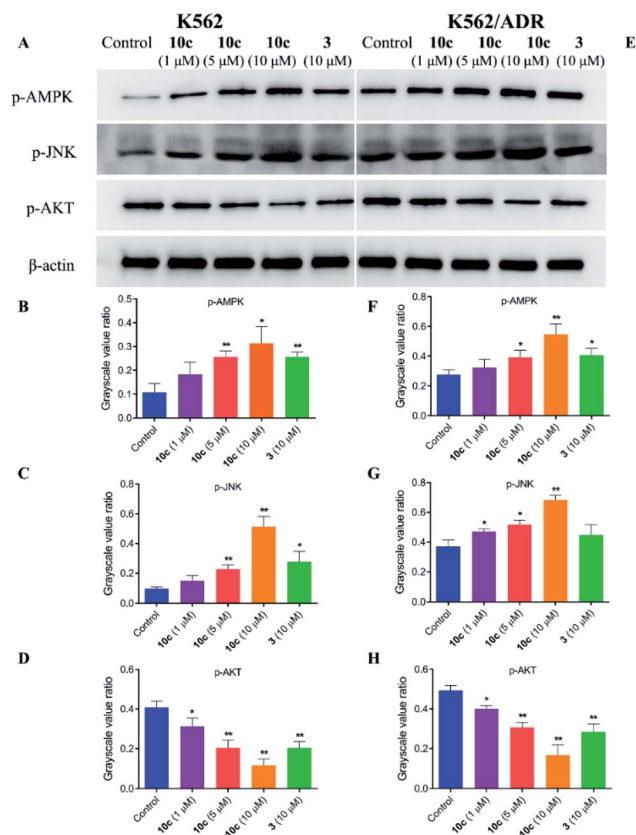 K562 K562/ADR
A Control 10c 10c 10c 3 Control 10c 10c 10c 3 E
(1 μM) (5 μM) (10 μM) (10 μM) (1 μM) (5 μM) (10 μM) (10 μM)
p-AMPK
p-JNK
p-AKT
β-actin
B
p-AMPK
Grayscale value ratio
0.5
0.4
0.3
0.2
0.1
0.0
** * **
Control 10c (1 μM) 10c (5 μM) 10c (10 μM) 3 (10 μM)
F
p-AMPK
Grayscale value ratio
0.8
0.6
0.4
0.2
0.0
* ** *
Control 10c (1 μM) 10c (5 μM) 10c (10 μM) 3 (10 μM)
C
p-JNK
Grayscale value ratio
0.8
0.6
0.4
0.2
0.0
** ** *
Control 10c (1 μM) 10c (5 μM) 10c (10 μM) 3 (10 μM)
G
p-JNK
Grayscale value ratio
0.8
0.6
0.4
0.2
0.0
* * **
Control 10c (1 μM) 10c (5 μM) 10c (10 μM) 3 (10 μM)
D
p-AKT
Grayscale value ratio
0.6
0.4
0.2
0.0
* ** ** **
Control 10c (1 μM) 10c (5 μM) 10c (10 μM) 3 (10 μM)
H
p-AKT
Grayscale value ratio
0.6
0.4
0.2
0.0
* ** ** **
Control 10c (1 μM) 10c (5 μM) 10c (10 μM) 3 (10 μM)